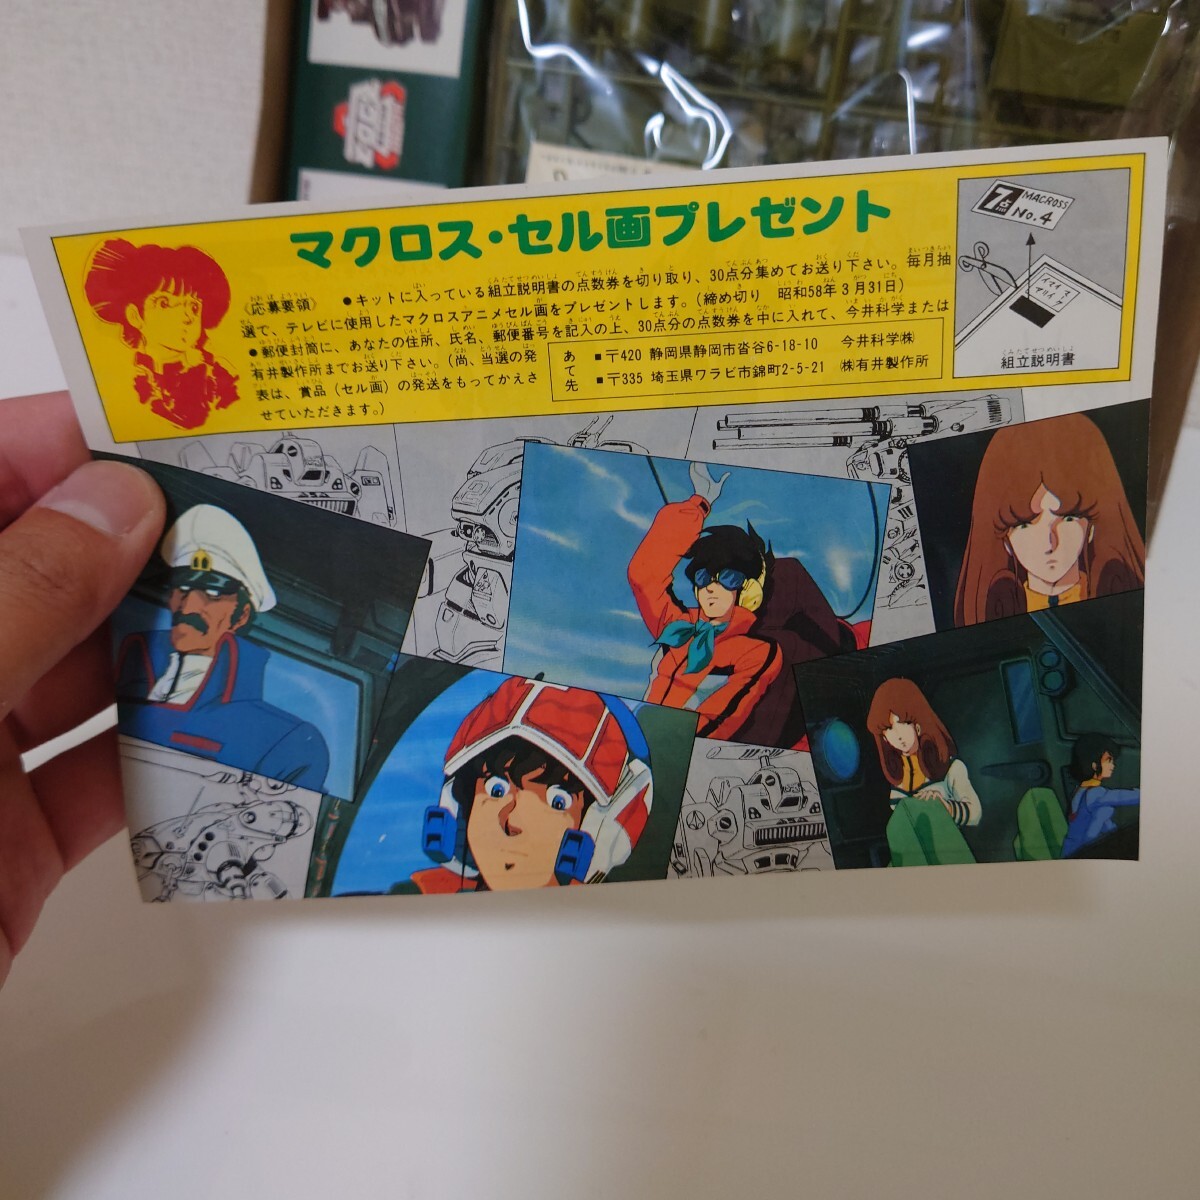 マクロス・セル画プレゼント
〈応募要領〉
●キットに入っている組立説明書の点数券を切り取り、30点分集めてお送り下さい。毎月抽
選で、テレビに使用したマクロスアニメセル画をプレゼントします。（締め切り　昭和58年3月31日）
●郵便封筒に、あなたの住所、氏名、郵便番号を記入の上、30点分の点数券を中に入れて、今井科学または
有井製作所までお送り下さい。（尚、当選の発
表は、賞品（セル画）の発送をもってかえさ
せていただきます。）
あて先
■〒420 静岡県静岡市沓谷6-18-10　今井科学㈱
■〒335 埼玉県ワラビ市錦町2-5-21　㈱有井製作所
7点
MACROSS
No.4
くみたてせつめいしょ
組立説明書